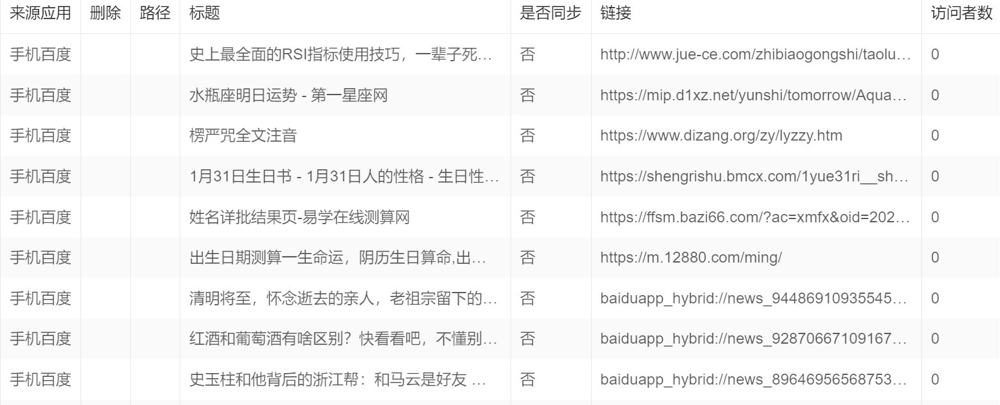 来源应用 删除 路径 标题 是否同步 链接 访问者数
手机百度 史上最全面的RSI指标使用技巧，一辈子死… 否 http://www.jue-ce.com/zhibiaogongshi/taolu… 0
手机百度 水瓶座明日运势 - 第一星座网 否 https://mip.d1xz.net/yunshi/tomorrow/Aqua… 0
手机百度 楞严咒全文注音 否 https://www.dizang.org/zy/lyzzy.htm 0
手机百度 1月31日生日书 - 1月31日人的性格 - 生日性… 否 https://shengrishu.bmcx.com/1yue31ri__sh… 0
手机百度 姓名详批结果页-易学在线测算网 否 https://ffsm.bazi66.com/?ac=xmfx&oid=202… 0
手机百度 出生日期测算一生命运，阴历生日算命,出… 否 https://m.12880.com/ming/ 0
手机百度 清明将至，怀念逝去的亲人，老祖宗留下的… 否 baiduapp_hybrid://news_94486910935545… 0
手机百度 红酒和葡萄酒有啥区别？快看看吧，不懂别… 否 baiduapp_hybrid://news_92870667109167… 0
手机百度 史玉柱和他背后的浙江帮：和马云是好友 … 否 baiduapp_hybrid://news_89646956568753… 0